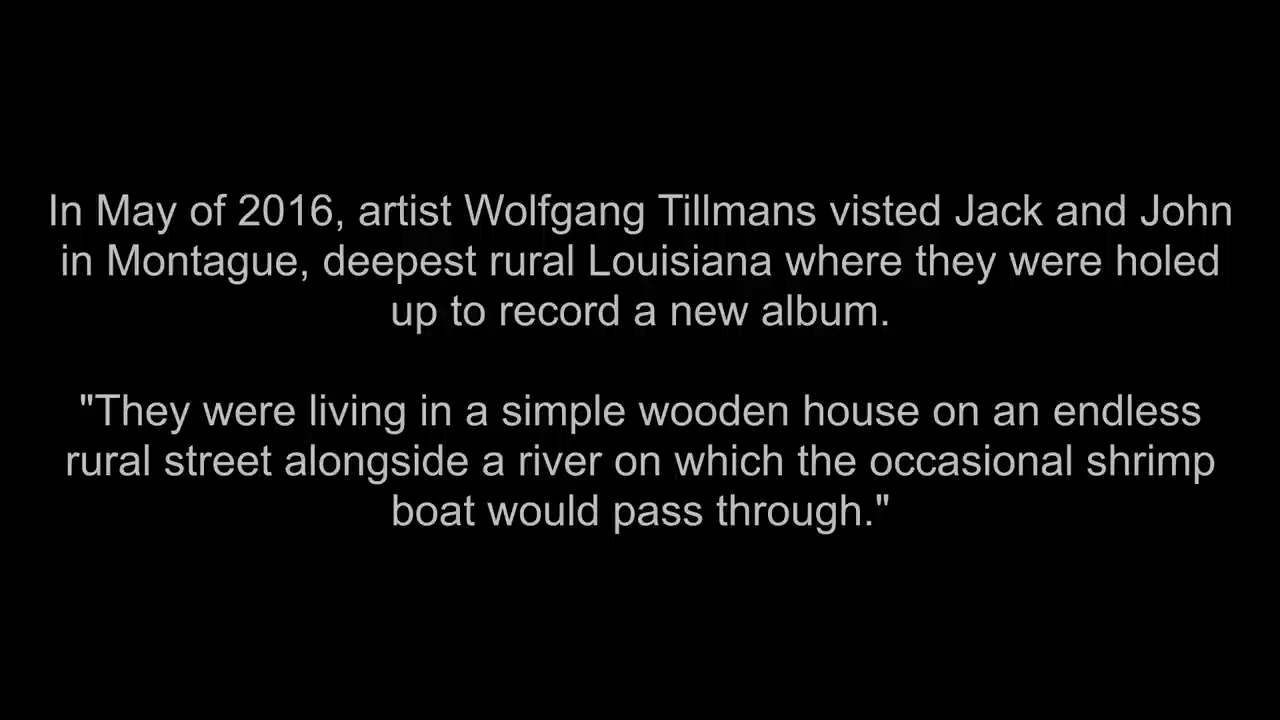 In May of 2016, artist Wolfgang Tillmans visted Jack and John
in Montague, deepest rural Louisiana where they were holed
up to record a new album.
"They were living in a simple wooden house on an endless
rural street alongside a river on which the occasional shrimp
boat would pass through."